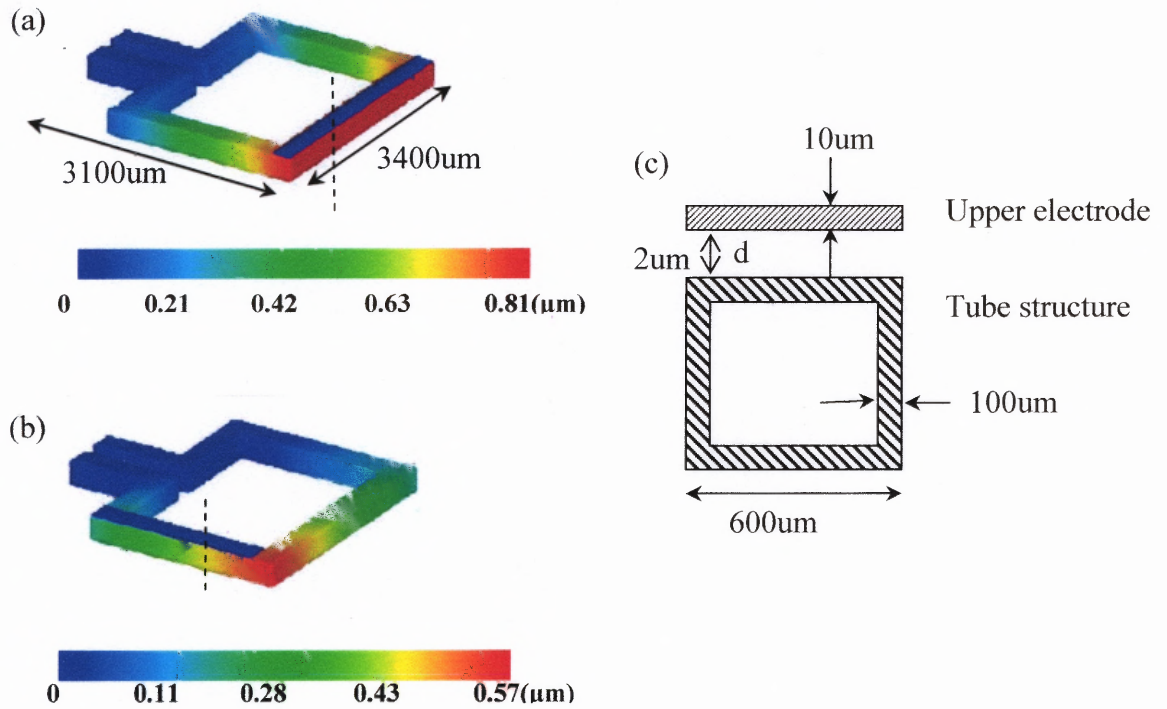 (a)
3100um
3400um
0 0.21 0.42 0.63 0.81(μm)
(b)
0 0.11 0.28 0.43 0.57(μm)
(c)
10um
Upper electrode
2um d
Tube structure
100um
600um